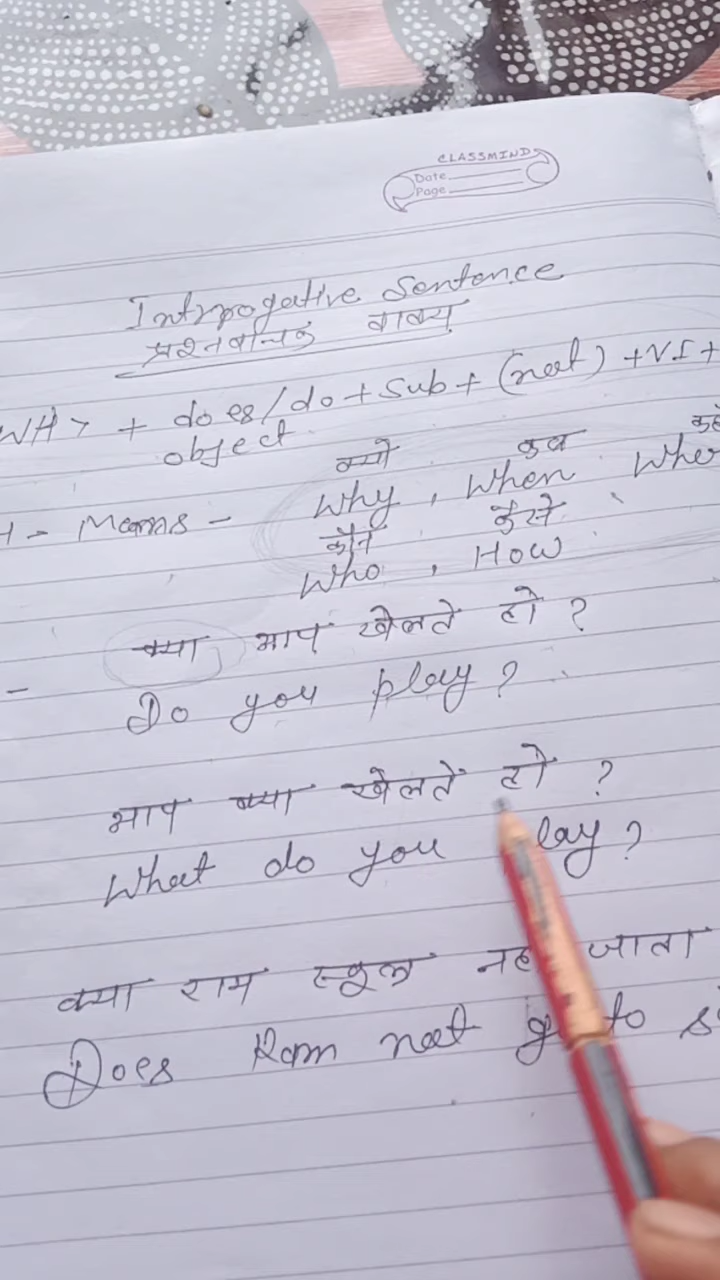 CLASSMIND
Date
Page
Introgative Sentence
प्रश्नवाचक वाक्य
WH> + does/do + Sub + (not) + VI +
object
क्यो कब
Why, When
कौन कैसे
Who, How
क्या आप खेलते हो ?
Do you play ?
आप क्या खेलते हो ?
What do you lay ?
क्या राम स्कूल जाता
Does Ram not to